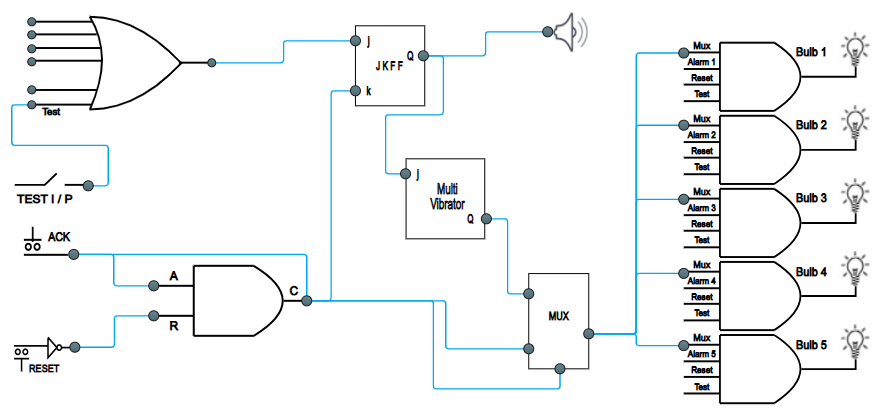 Test
TEST I / P
ACK
A
R
C
RESET
j
Q
J K F F
k
j
Multi
Vibrator
Q
MUX
Mux
Alarm 1
Reset
Test
Bulb 1
Mux
Alarm 2
Reset
Test
Bulb 2
Mux
Alarm 3
Reset
Test
Bulb 3
Mux
Alarm 4
Reset
Test
Bulb 4
Mux
Alarm 5
Reset
Test
Bulb 5